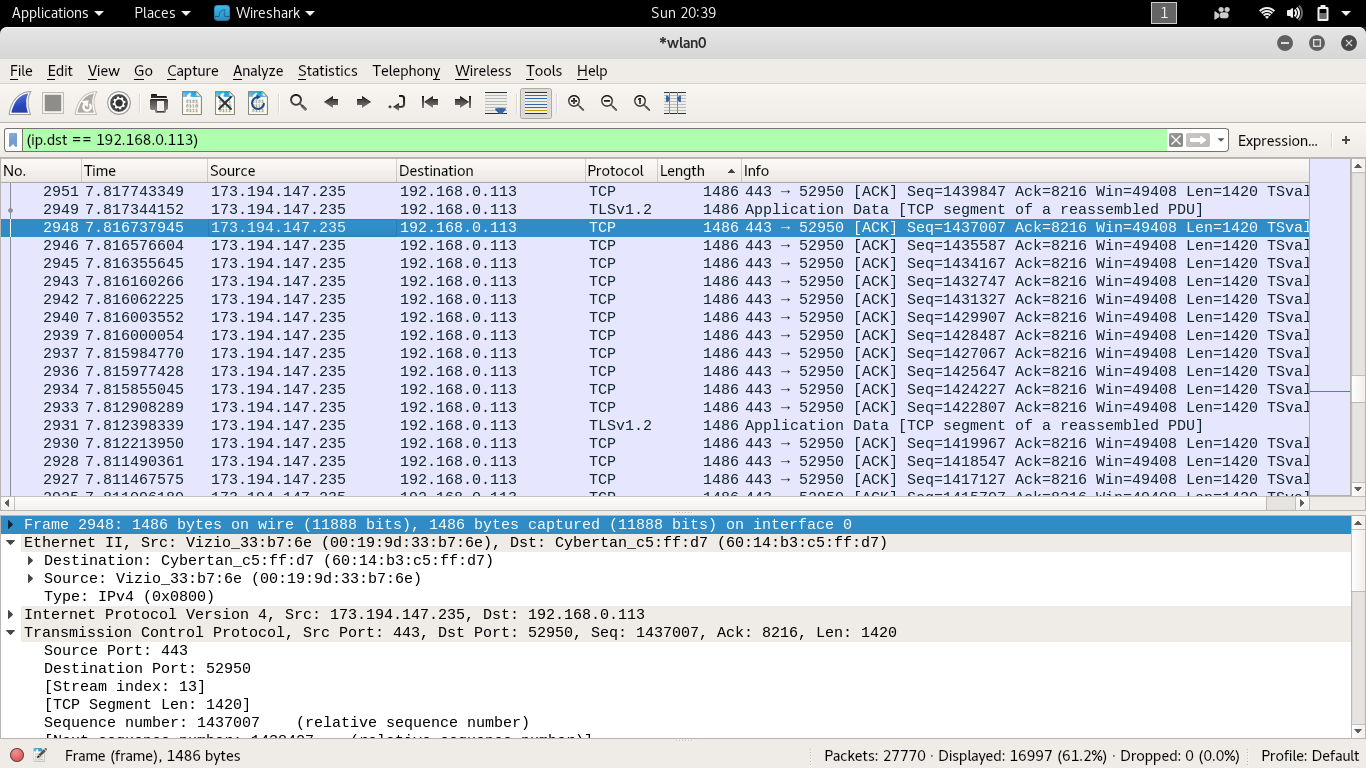 Applications Places Wireshark Sun 20:39 1
*wlan0
File Edit View Go Capture Analyze Statistics Telephony Wireless Tools Help
(ip.dst == 192.168.0.113) Expression... +
No. Time Source Destination Protocol Length Info
2951 7.817743349 173.194.147.235 192.168.0.113 TCP 1486 443 → 52950 [ACK] Seq=1439847 Ack=8216 Win=49408 Len=1420 TSval
2949 7.817344152 173.194.147.235 192.168.0.113 TLSv1.2 1486 Application Data [TCP segment of a reassembled PDU]
2948 7.816737945 173.194.147.235 192.168.0.113 TCP 1486 443 → 52950 [ACK] Seq=1437007 Ack=8216 Win=49408 Len=1420 TSval
2946 7.816576604 173.194.147.235 192.168.0.113 TCP 1486 443 → 52950 [ACK] Seq=1435587 Ack=8216 Win=49408 Len=1420 TSval
2945 7.816355645 173.194.147.235 192.168.0.113 TCP 1486 443 → 52950 [ACK] Seq=1434167 Ack=8216 Win=49408 Len=1420 TSval
2943 7.816160266 173.194.147.235 192.168.0.113 TCP 1486 443 → 52950 [ACK] Seq=1432747 Ack=8216 Win=49408 Len=1420 TSval
2942 7.816062225 173.194.147.235 192.168.0.113 TCP 1486 443 → 52950 [ACK] Seq=1431327 Ack=8216 Win=49408 Len=1420 TSval
2940 7.816003552 173.194.147.235 192.168.0.113 TCP 1486 443 → 52950 [ACK] Seq=1429907 Ack=8216 Win=49408 Len=1420 TSval
2939 7.816000054 173.194.147.235 192.168.0.113 TCP 1486 443 → 52950 [ACK] Seq=1428487 Ack=8216 Win=49408 Len=1420 TSval
2937 7.815984770 173.194.147.235 192.168.0.113 TCP 1486 443 → 52950 [ACK] Seq=1427067 Ack=8216 Win=49408 Len=1420 TSval
2936 7.815977428 173.194.147.235 192.168.0.113 TCP 1486 443 → 52950 [ACK] Seq=1425647 Ack=8216 Win=49408 Len=1420 TSval
2934 7.815855045 173.194.147.235 192.168.0.113 TCP 1486 443 → 52950 [ACK] Seq=1424227 Ack=8216 Win=49408 Len=1420 TSval
2933 7.812908289 173.194.147.235 192.168.0.113 TCP 1486 443 → 52950 [ACK] Seq=1422807 Ack=8216 Win=49408 Len=1420 TSval
2931 7.812398339 173.194.147.235 192.168.0.113 TLSv1.2 1486 Application Data [TCP segment of a reassembled PDU]
2930 7.812213950 173.194.147.235 192.168.0.113 TCP 1486 443 → 52950 [ACK] Seq=1419967 Ack=8216 Win=49408 Len=1420 TSval
2928 7.811490361 173.194.147.235 192.168.0.113 TCP 1486 443 → 52950 [ACK] Seq=1418547 Ack=8216 Win=49408 Len=1420 TSval
2927 7.811467575 173.194.147.235 192.168.0.113 TCP 1486 443 → 52950 [ACK] Seq=1417127 Ack=8216 Win=49408 Len=1420 TSval
Frame 2948: 1486 bytes on wire (11888 bits), 1486 bytes captured (11888 bits) on interface 0
Ethernet II, Src: Vizio_33:b7:6e (00:19:9d:33:b7:6e), Dst: Cybertan_c5:ff:d7 (60:14:b3:c5:ff:d7)
Destination: Cybertan_c5:ff:d7 (60:14:b3:c5:ff:d7)
Source: Vizio_33:b7:6e (00:19:9d:33:b7:6e)
Type: IPv4 (0x0800)
Internet Protocol Version 4, Src: 173.194.147.235, Dst: 192.168.0.113
Transmission Control Protocol, Src Port: 443, Dst Port: 52950, Seq: 1437007, Ack: 8216, Len: 1420
Source Port: 443
Destination Port: 52950
[Stream index: 13]
[TCP Segment Len: 1420]
Sequence number: 1437007 (relative sequence number)
Frame (frame), 1486 bytes Packets: 27770 · Displayed: 16997 (61.2%) · Dropped: 0 (0.0%) Profile: Default